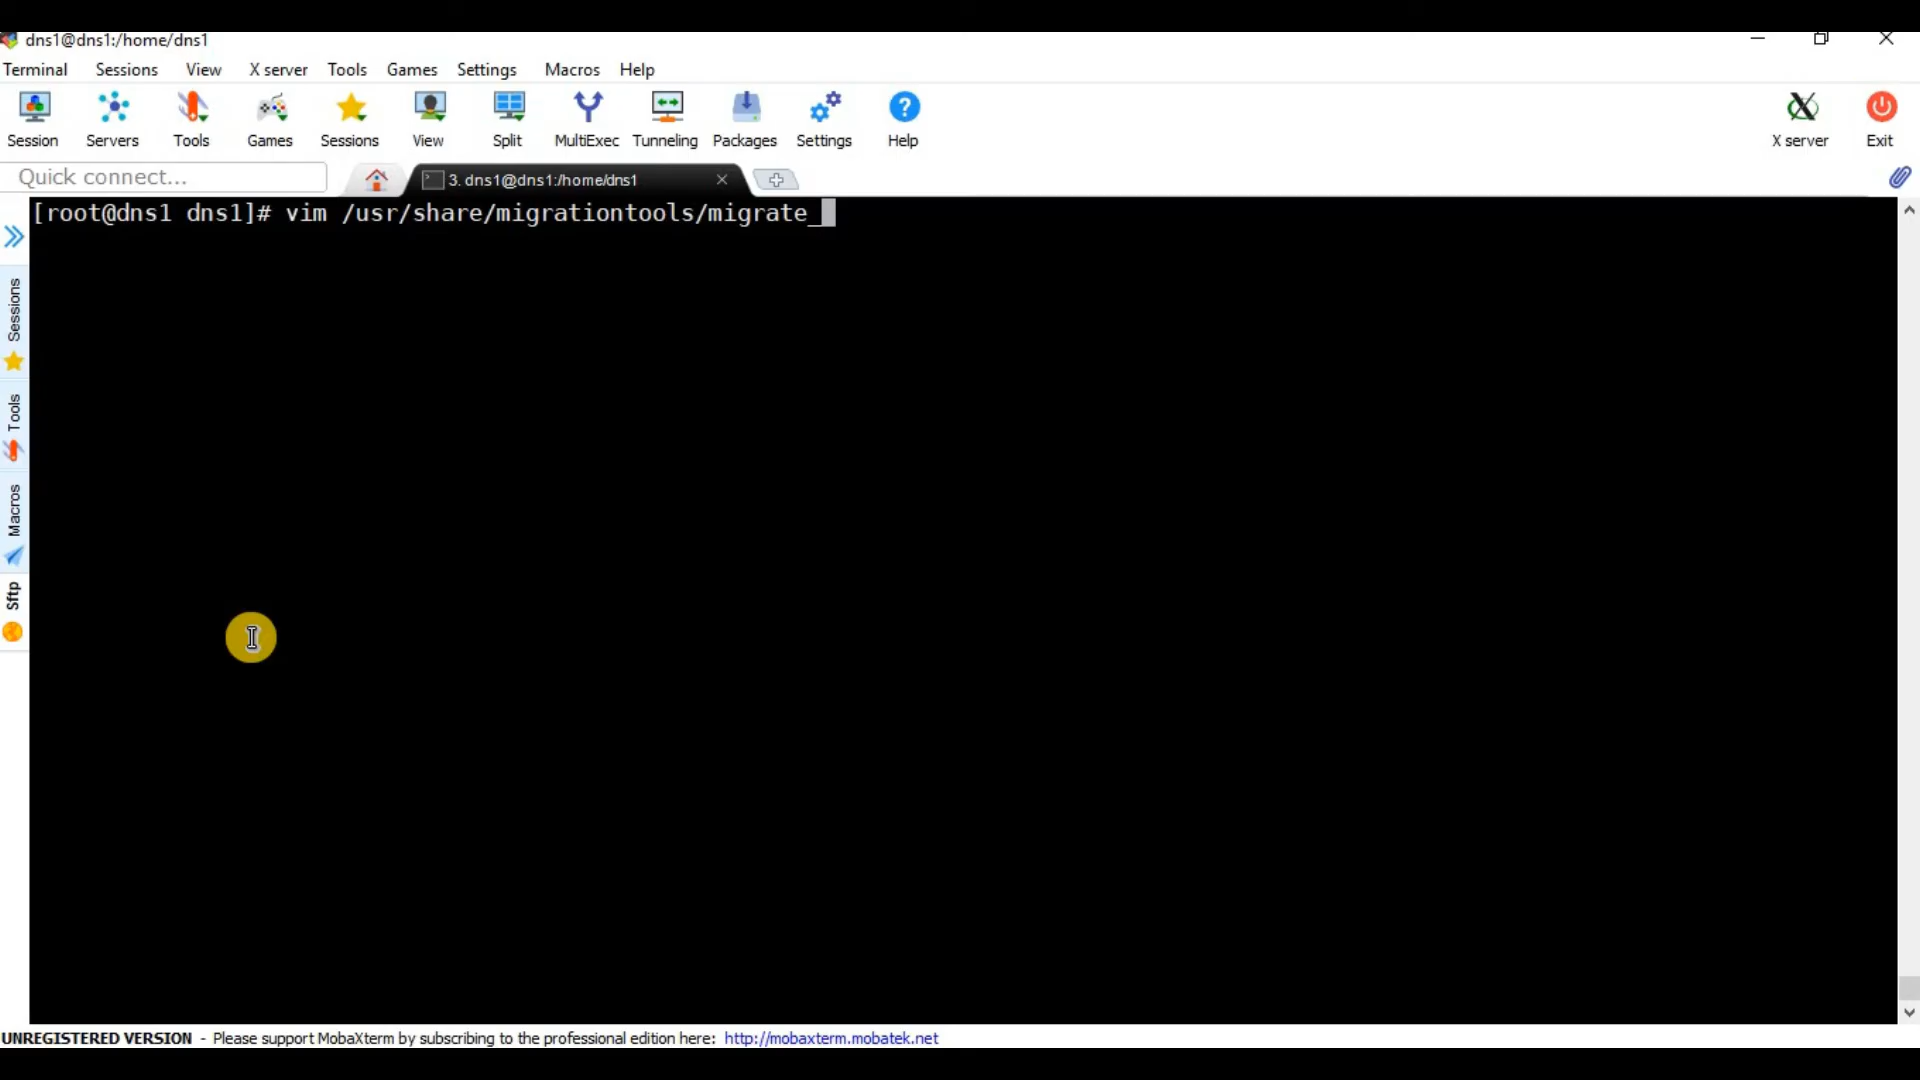 dns1@dns1:/home/dns1
Terminal Sessions View X server Tools Games Settings Macros Help
Session Servers Tools Games Sessions View Split MultiExec Tunneling Packages Settings Help X server Exit
Quick connect... 3. dns1@dns1:/home/dns1
[root@dns1 dns1]# vim /usr/share/migrationtools/migrate_
Sessions
Tools
Macros
Sftp
UNREGISTERED VERSION - Please support MobaXterm by subscribing to the professional edition here: http://mobaxterm.mobatek.net